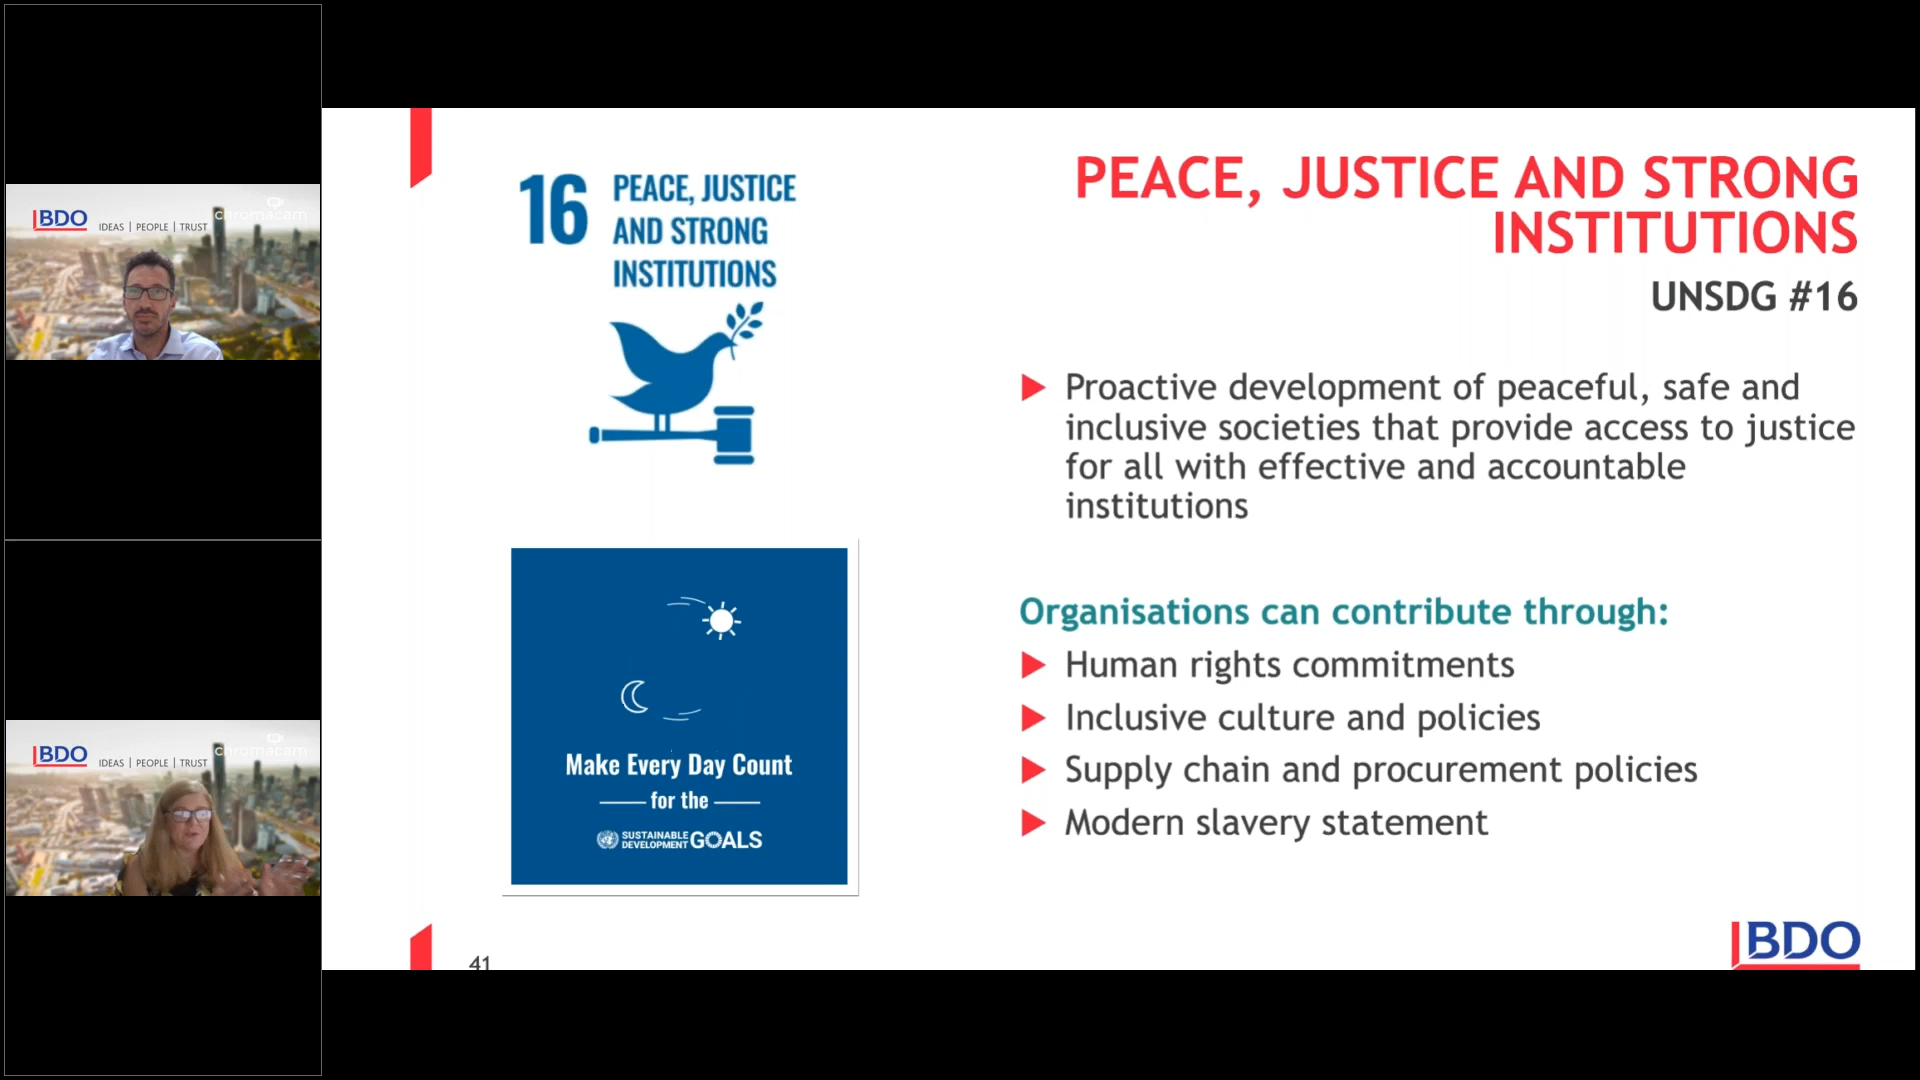 BDO
IDEAS | PEOPLE | TRUST
chromacam
BDO
IDEAS | PEOPLE | TRUST
chromacam
16
PEACE, JUSTICE
AND STRONG
INSTITUTIONS
Make Every Day Count
for the
SUSTAINABLE
DEVELOPMENT
GOALS
41
PEACE, JUSTICE AND STRONG
INSTITUTIONS
UNSDG #16
Proactive development of peaceful, safe and
inclusive societies that provide access to justice
for all with effective and accountable
institutions
Organisations can contribute through:
Human rights commitments
Inclusive culture and policies
Supply chain and procurement policies
Modern slavery statement
BDO